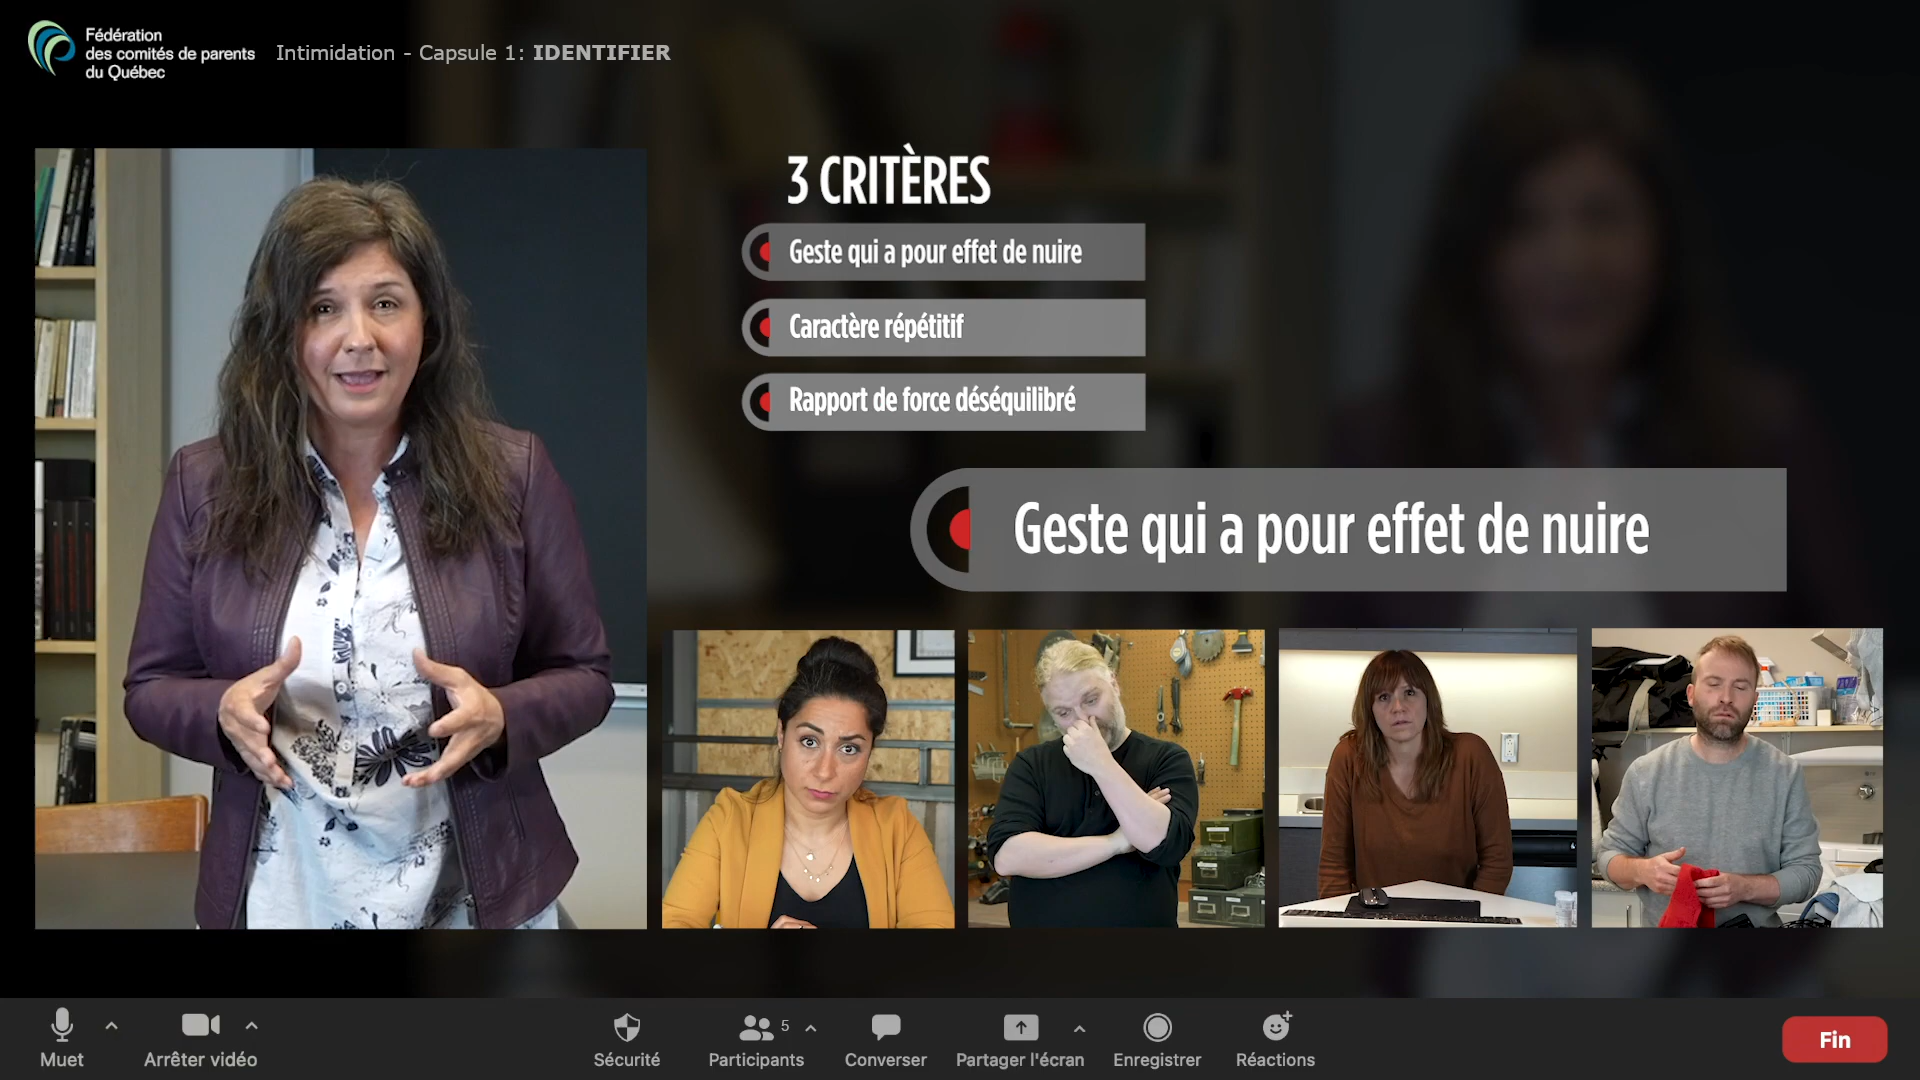 Fédération
des comités de parents
du Québec
Intimidation - Capsule 1: IDENTIFIER
3 CRITÈRES
Geste qui a pour effet de nuire
Caractère répétitif
Rapport de force déséquilibré
Geste qui a pour effet de nuire
Muet
Arrêter vidéo
Sécurité
5
Participants
Converser
Partager l'écran
Enregistrer
Réactions
Fin